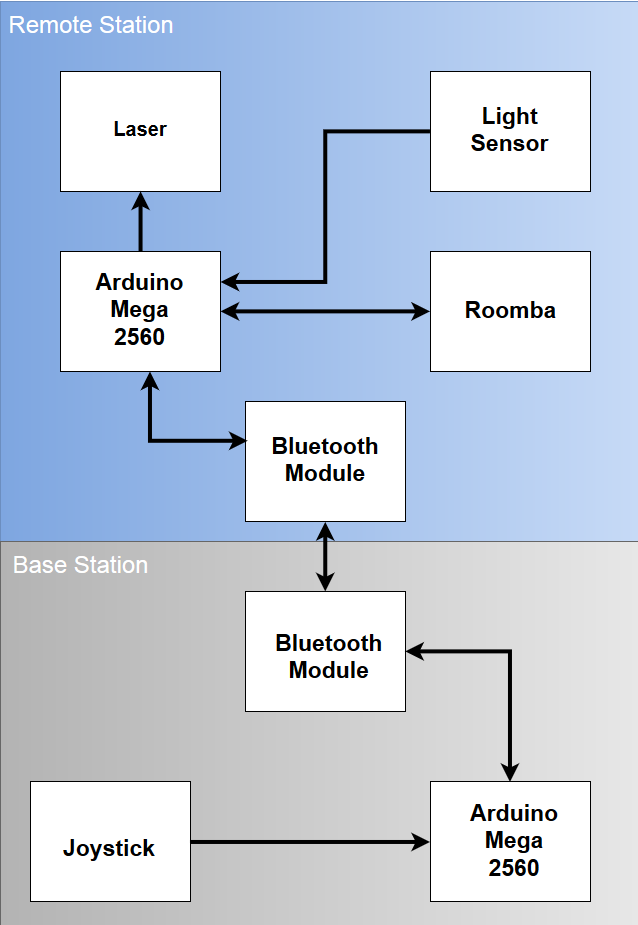 Remote Station
Laser
Light
Sensor
Arduino
Mega
2560
Roomba
Bluetooth
Module
Base Station
Bluetooth
Module
Joystick
Arduino
Mega
2560